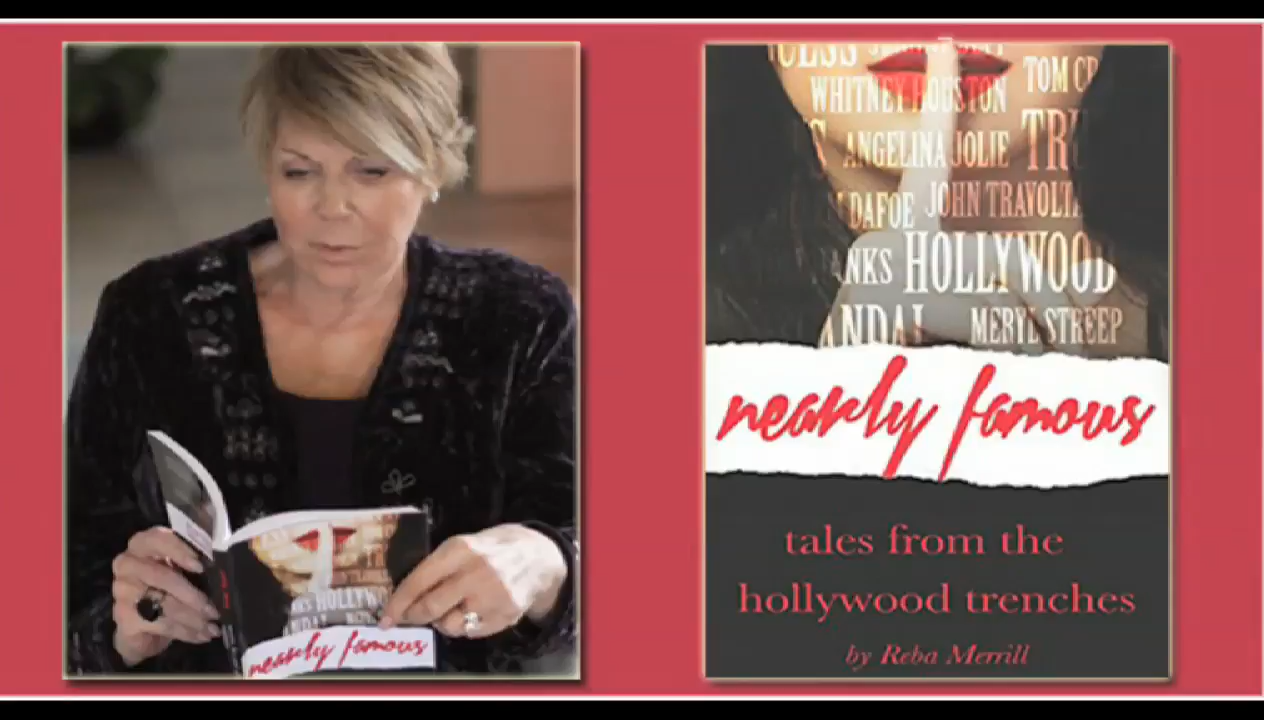 WHITNEY HOUSTON
TOM
ANGELINA JOLIE
DAFOE
JOHN TRAVOLTA
HOLLYWOOD
MERYL STREEP
nearly famous
tales from the
hollywood trenches
by Reba Merrill
nearly famous